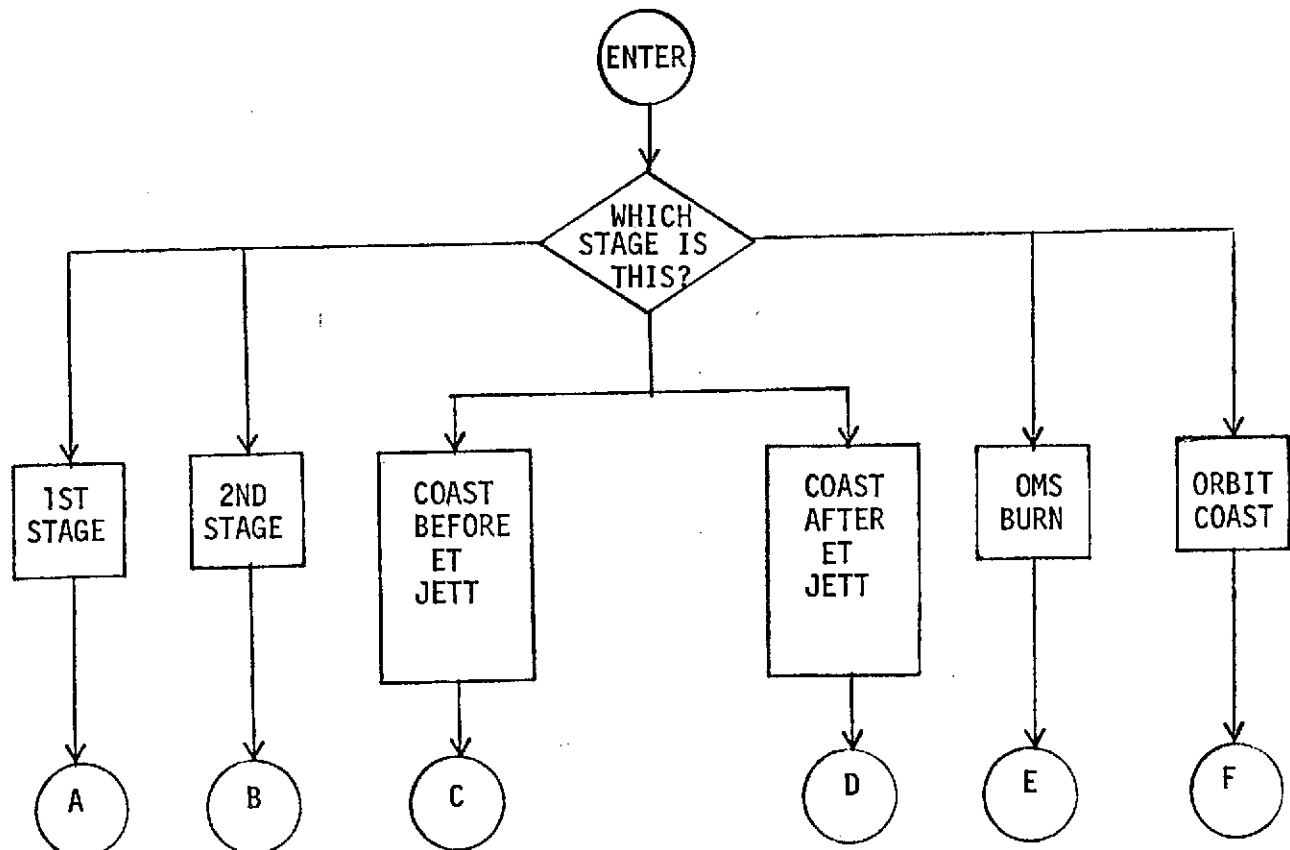 ENTER
WHICH
STAGE IS
THIS?
1ST
STAGE
2ND
STAGE
COAST
BEFORE
ET
JETT
COAST
AFTER
ET
JETT
OMS
BURN
ORBIT
COAST
A
B
C
D
E
F